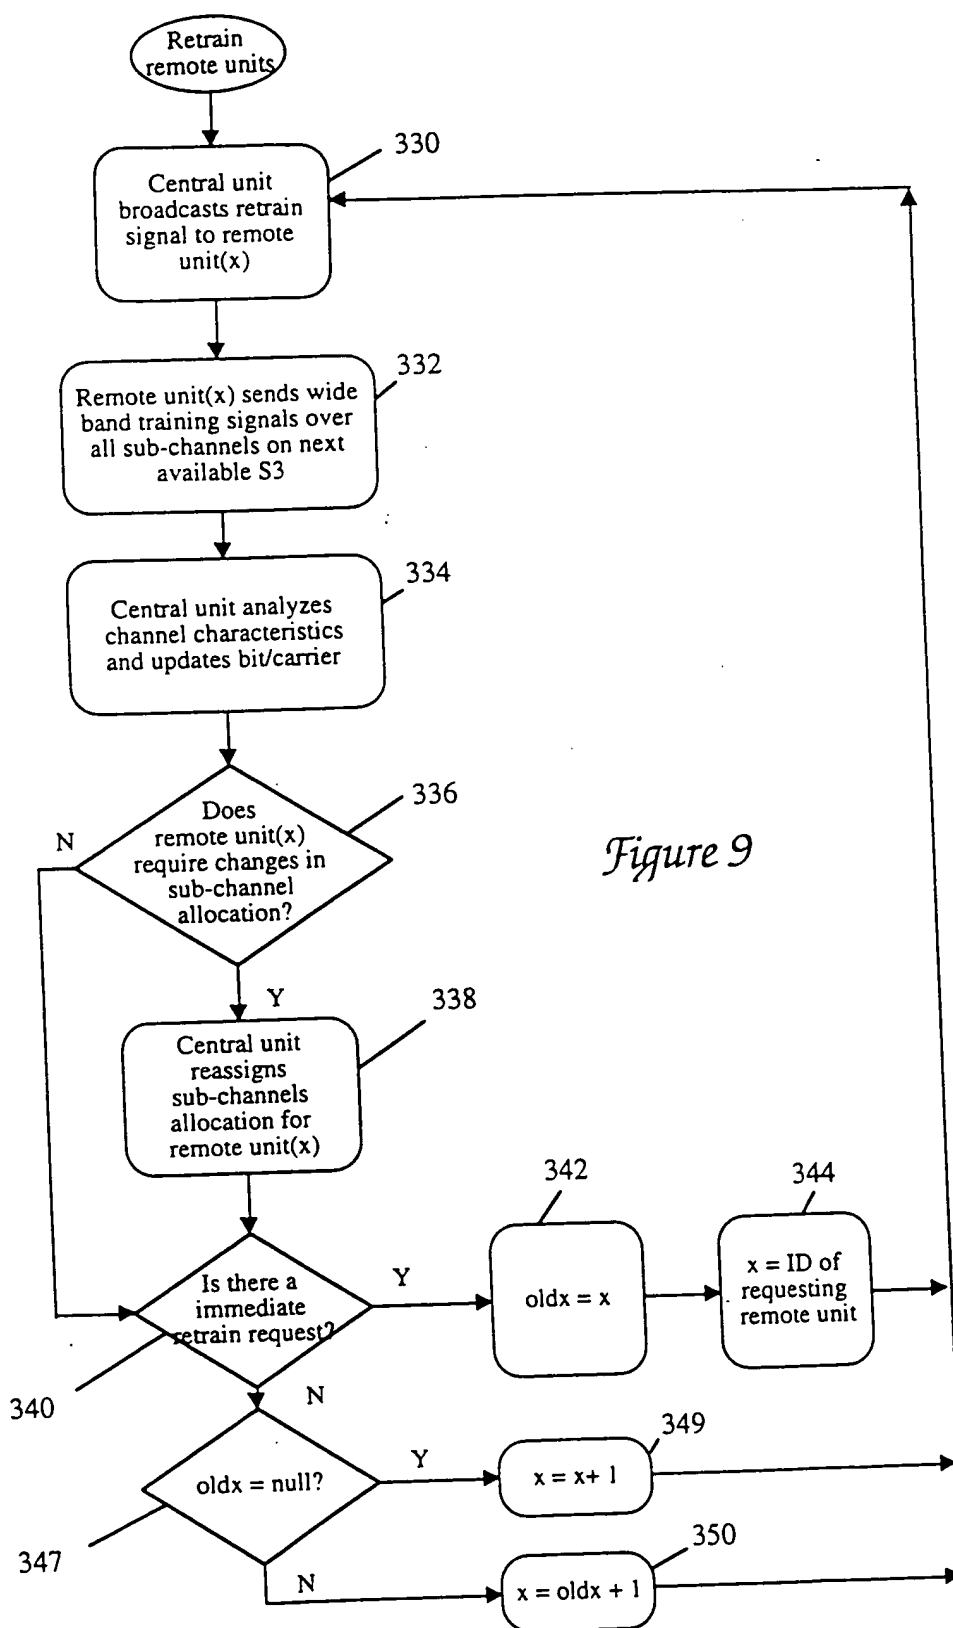 Retrain
remote units
330
Central unit
broadcasts retrain
signal to remote
unit(x)
332
Remote unit(x) sends wide
band training signals over
all sub-channels on next
available S3
334
Central unit analyzes
channel characteristics
and updates bit/carrier
336
Does
remote unit(x)
require changes in
sub-channel
allocation?
N
Y
Figure 9
338
Central unit
reassigns
sub-channels
allocation for
remote unit(x)
342
344
Is there a
immediate
retrain request?
Y
oldx = x
x = ID of
requesting
remote unit
340
N
349
oldx = null?
Y
x = x+ 1
347
350
N
x = oldx + 1